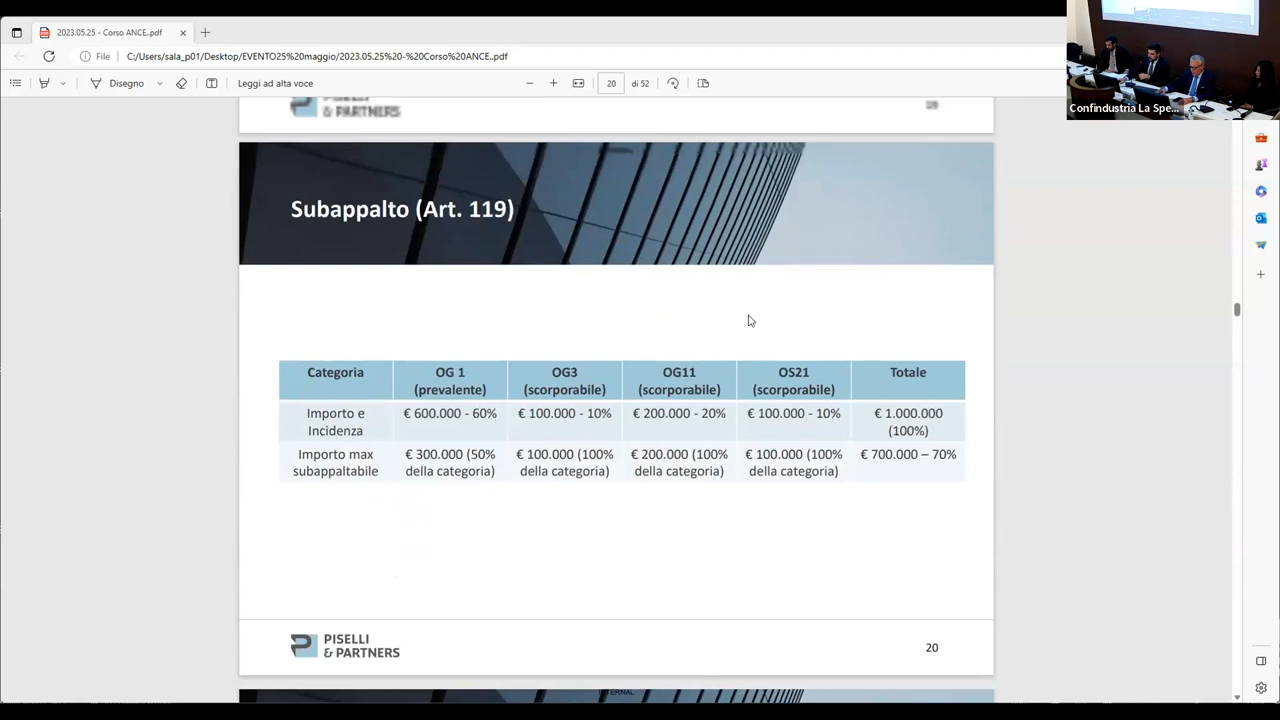 2023.05.25 - Corso ANCE..pdf
File
C:/Users/sala_p01/Desktop/EVENTO25%20maggio/2023.05.25%20-%20Corso%20ANCE..pdf
Disegno
Leggi ad alta voce
20
di 52
Confindustria La Spe...
& PARTNERS
Subappalto (Art. 119)
Categoria
OG 1
(prevalente)
OG3
(scorporabile)
OG11
(scorporabile)
OS21
(scorporabile)
Totale
Importo e
Incidenza
€ 600.000 - 60%
€ 100.000 - 10%
€ 200.000 - 20%
€ 100.000 - 10%
€ 1.000.000
(100%)
Importo max
subappaltabile
€ 300.000 (50%
della categoria)
€ 100.000 (100%
della categoria)
€ 200.000 (100%
della categoria)
€ 100.000 (100%
della categoria)
€ 700.000 – 70%
PISELLI
& PARTNERS
20
INTERNAL